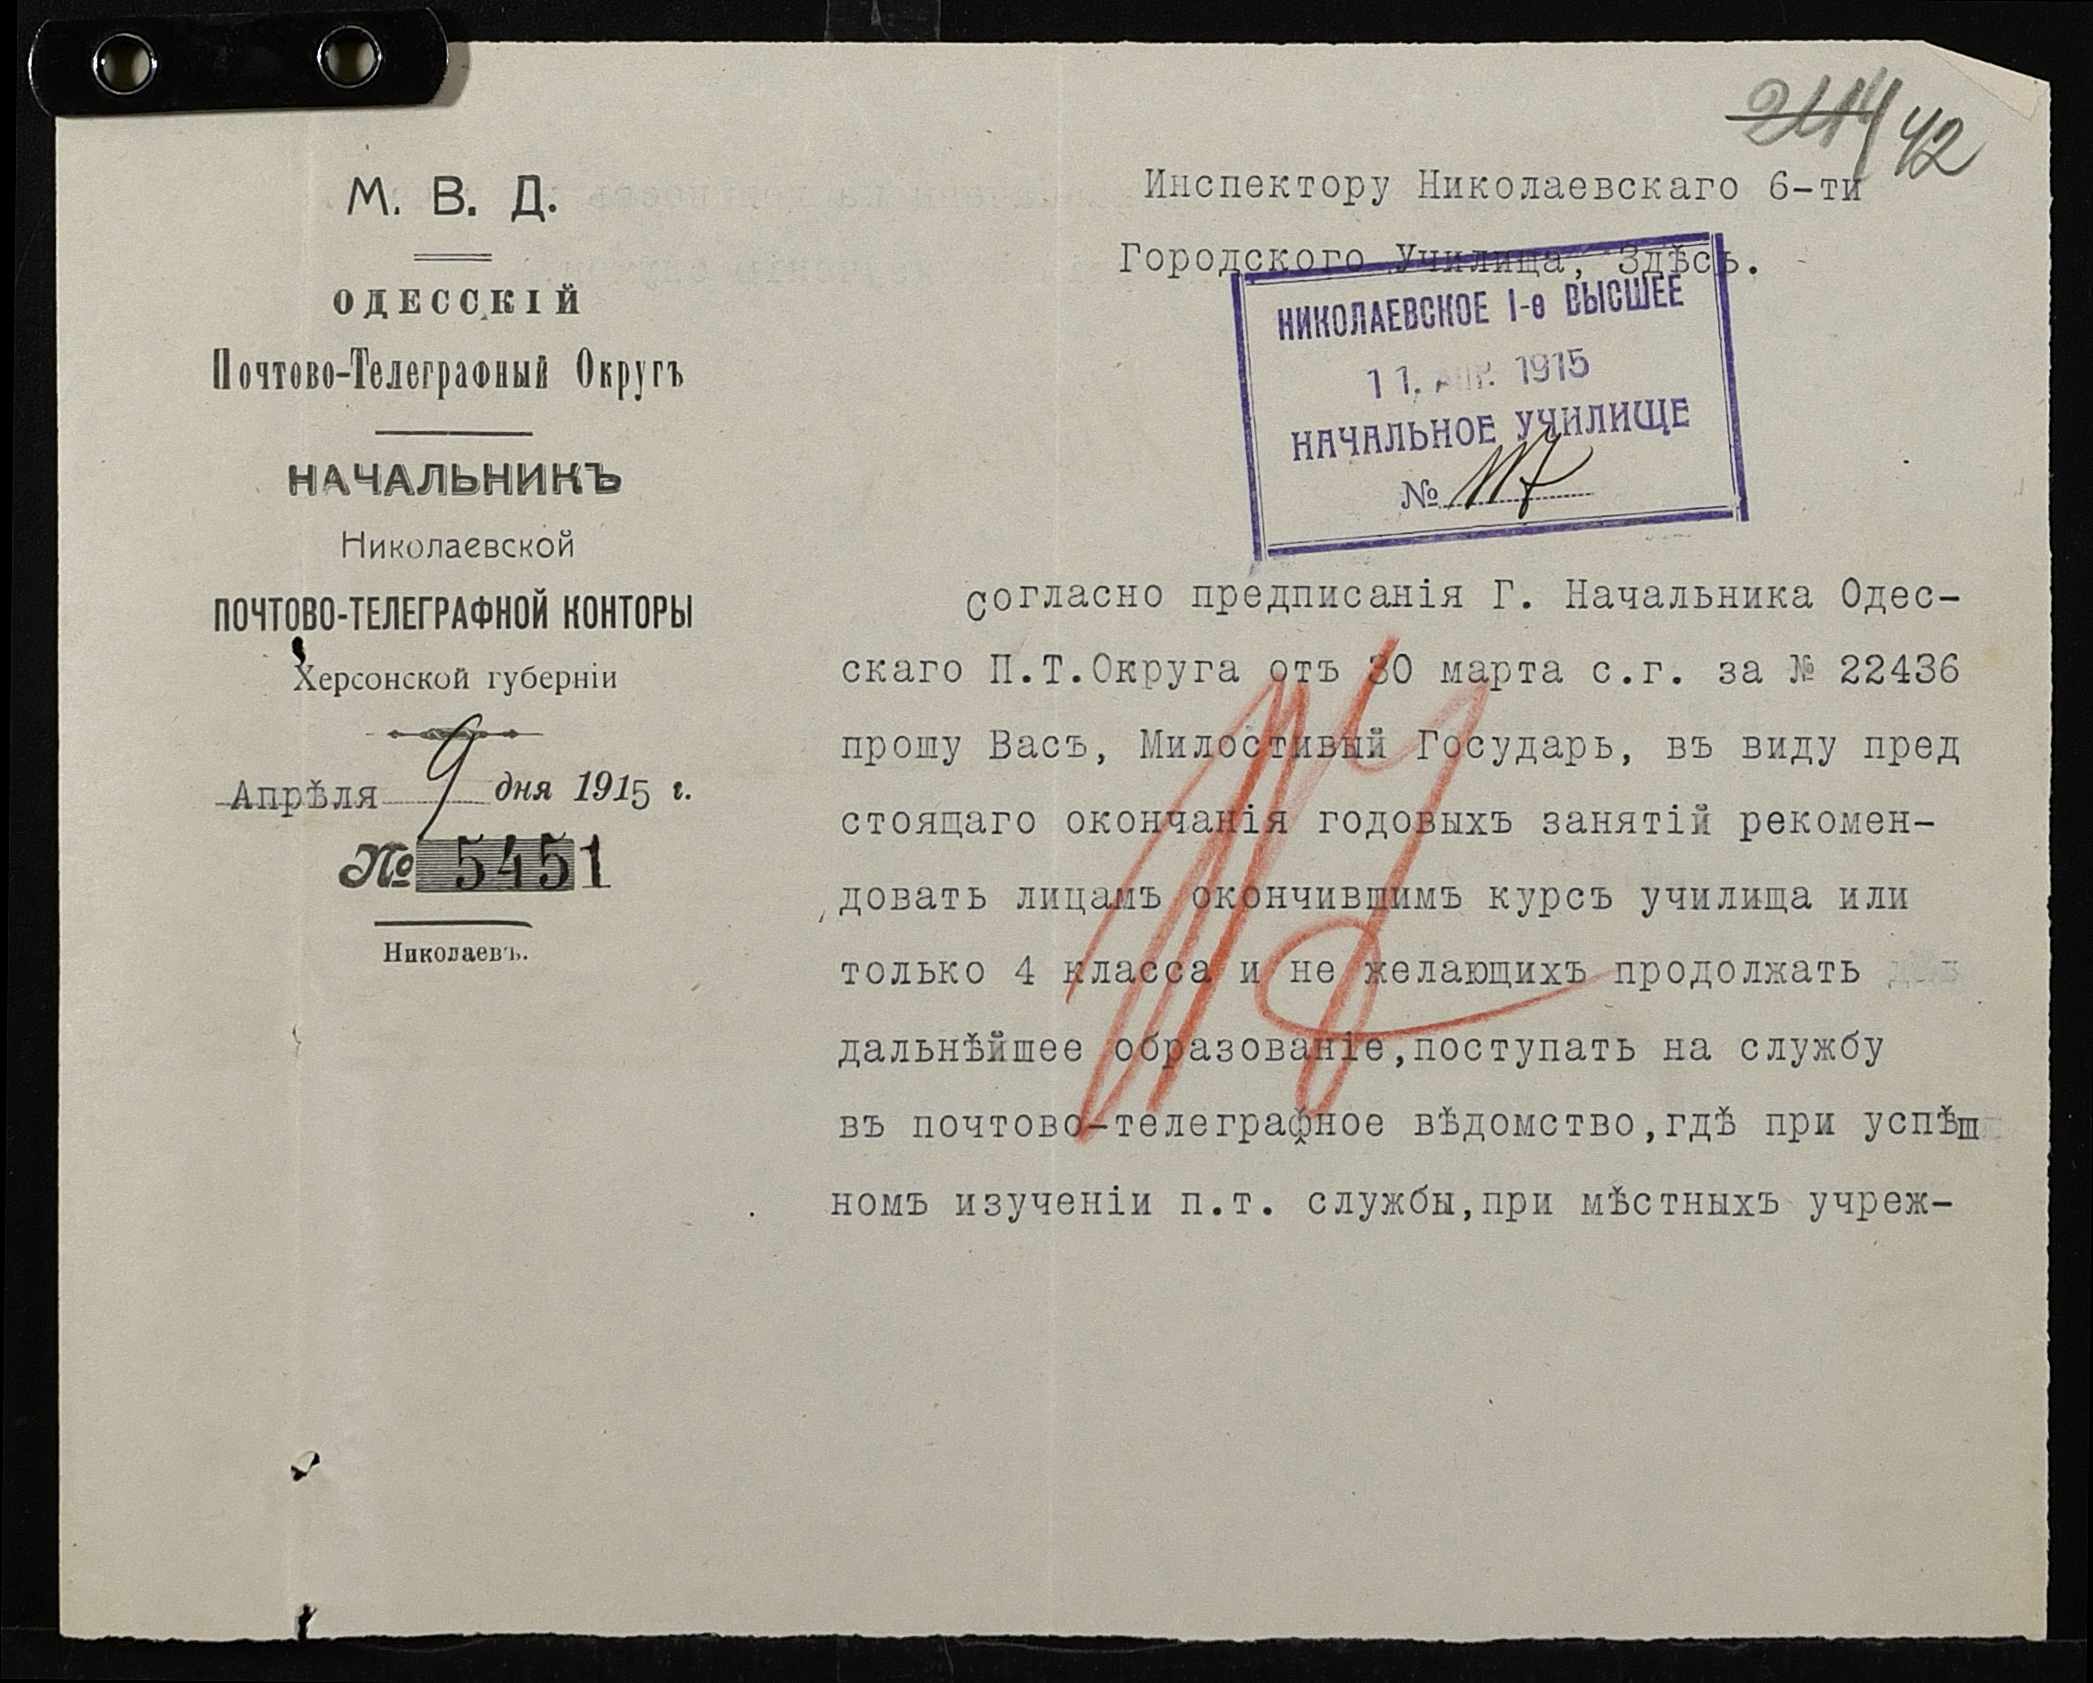 42
М. В. Д.
ОДЕССКІЙ
Почтово-Телеграфный Округъ
НАЧАЛЬНИКЪ
Николаевской
ПОЧТОВО-ТЕЛЕГРАФНОЙ КОНТОРЫ
Херсонской губерніи
Апрѣля 9 дня 1915 г.
№ 5451
Николаевъ.
Инспектору Николаевскаго 6-ти
Городского Училища, Здѣсь.
НИКОЛАЕВСКОЕ I-е ВЫСШЕЕ
11. АПР. 1915
НАЧАЛЬНОЕ УЧИЛИЩЕ
№
Согласно предписанія Г. Начальника Одес-
скаго П.Т.Округа отъ 30 марта с.г. за № 22436
прошу Васъ, Милостивый Государь, въ виду пред
стоящаго окончанія годовыхъ занятій рекомен-
довать лицамъ окончившимъ курсъ училища или
только 4 класса и не желающихъ продолжать
дальнѣйшее образованіе,поступать на службу
въ почтово-телеграфное вѣдомство,гдѣ при успѣш
номъ изученіи п.т. службы,при мѣстныхъ учреж-